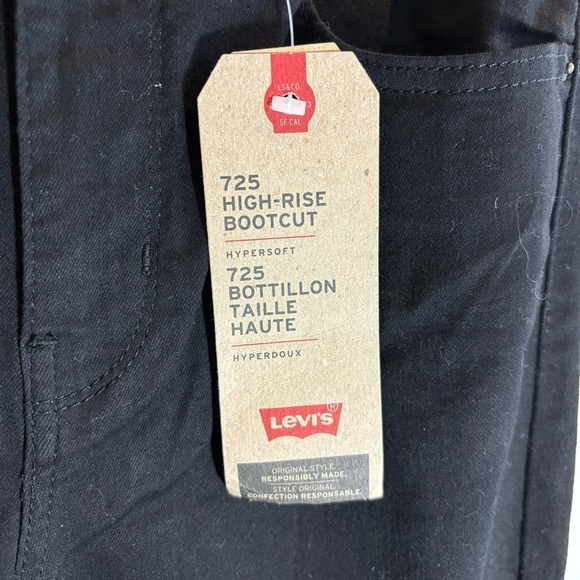 LS&CO.
SF CAL
725
HIGH-RISE
BOOTCUT
HYPERSOFT
725
BOTTILLON
TAILLE
HAUTE
HYPERDOUX
LEVI'S®
ORIGINAL STYLE.
RESPONSIBLY MADE.
STYLE ORIGINAL.
CONFECTION RESPONSABLE.